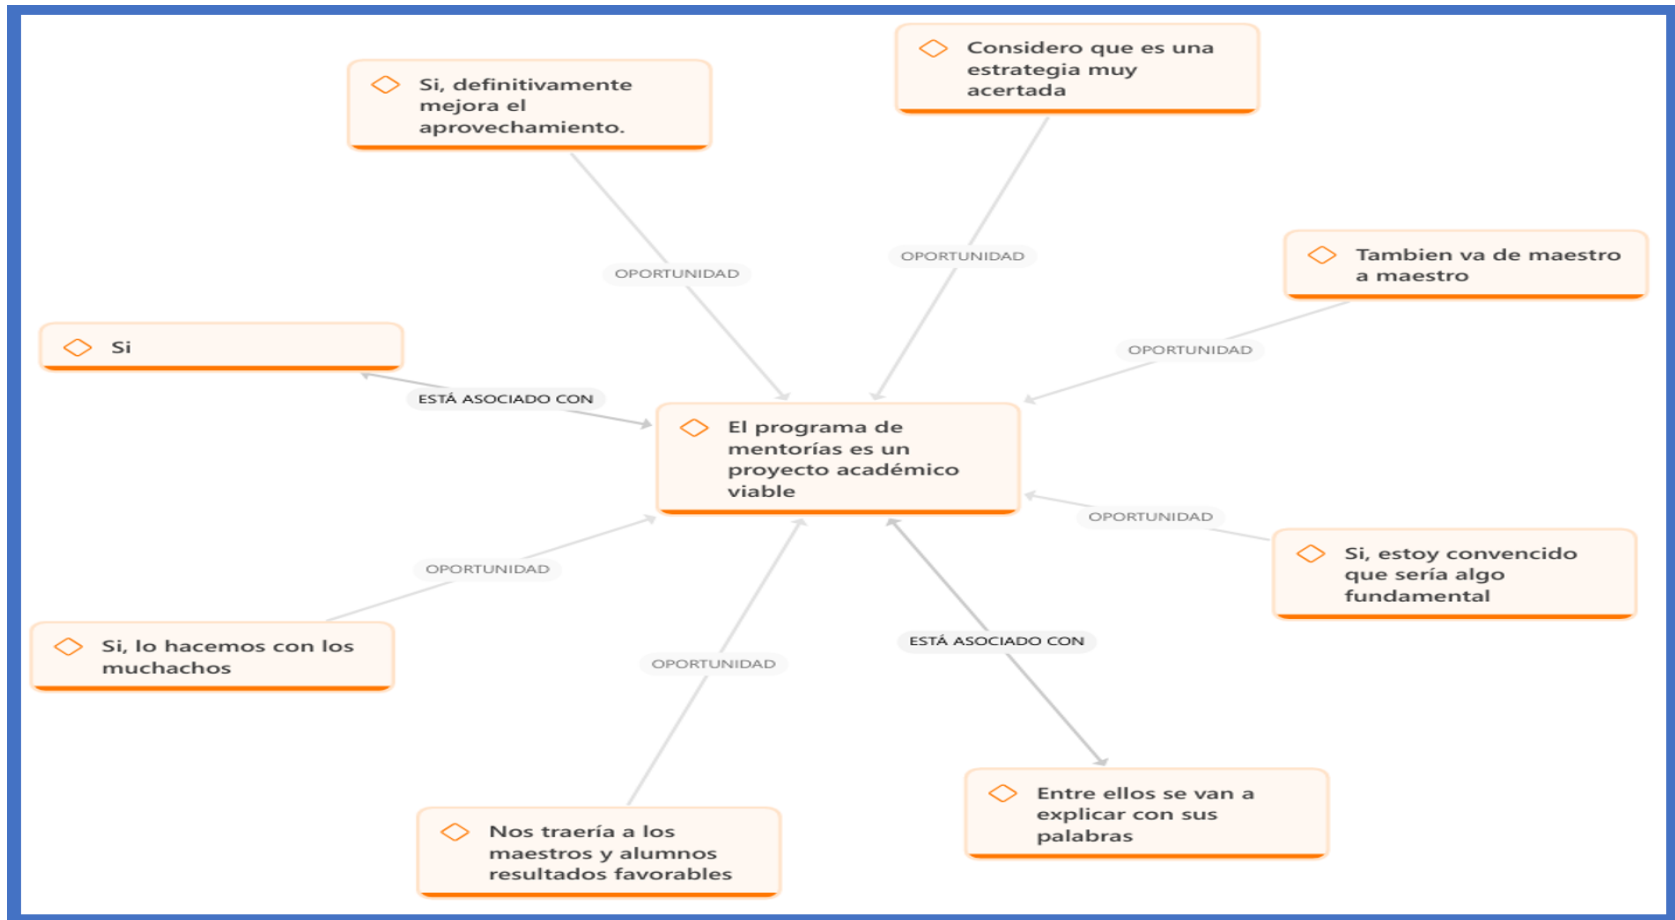 Considero que es una
estrategia muy
acertada
Si, definitivamente
mejora el
aprovechamiento.
OPORTUNIDAD
OPORTUNIDAD
Tambien va de maestro
a maestro
OPORTUNIDAD
Si
ESTÁ ASOCIADO CON
El programa de
mentorías es un
proyecto académico
viable
OPORTUNIDAD
Si, estoy convencido
que sería algo
fundamental
OPORTUNIDAD
Si, lo hacemos con los
muchachos
ESTÁ ASOCIADO CON
OPORTUNIDAD
Entre ellos se van a
explicar con sus
palabras
Nos traería a los
maestros y alumnos
resultados favorables